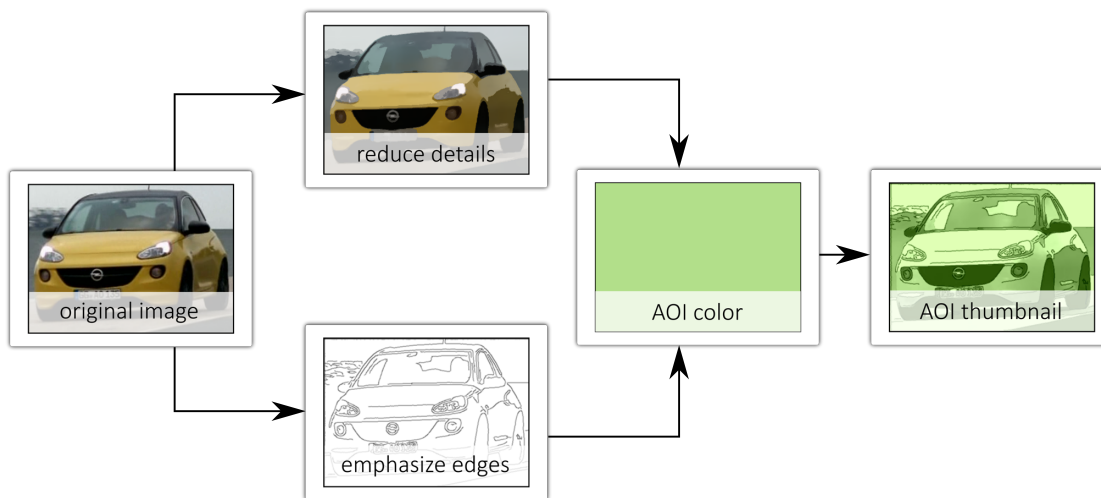 reduce details
original image
AOI color
AOI thumbnail
emphasize edges